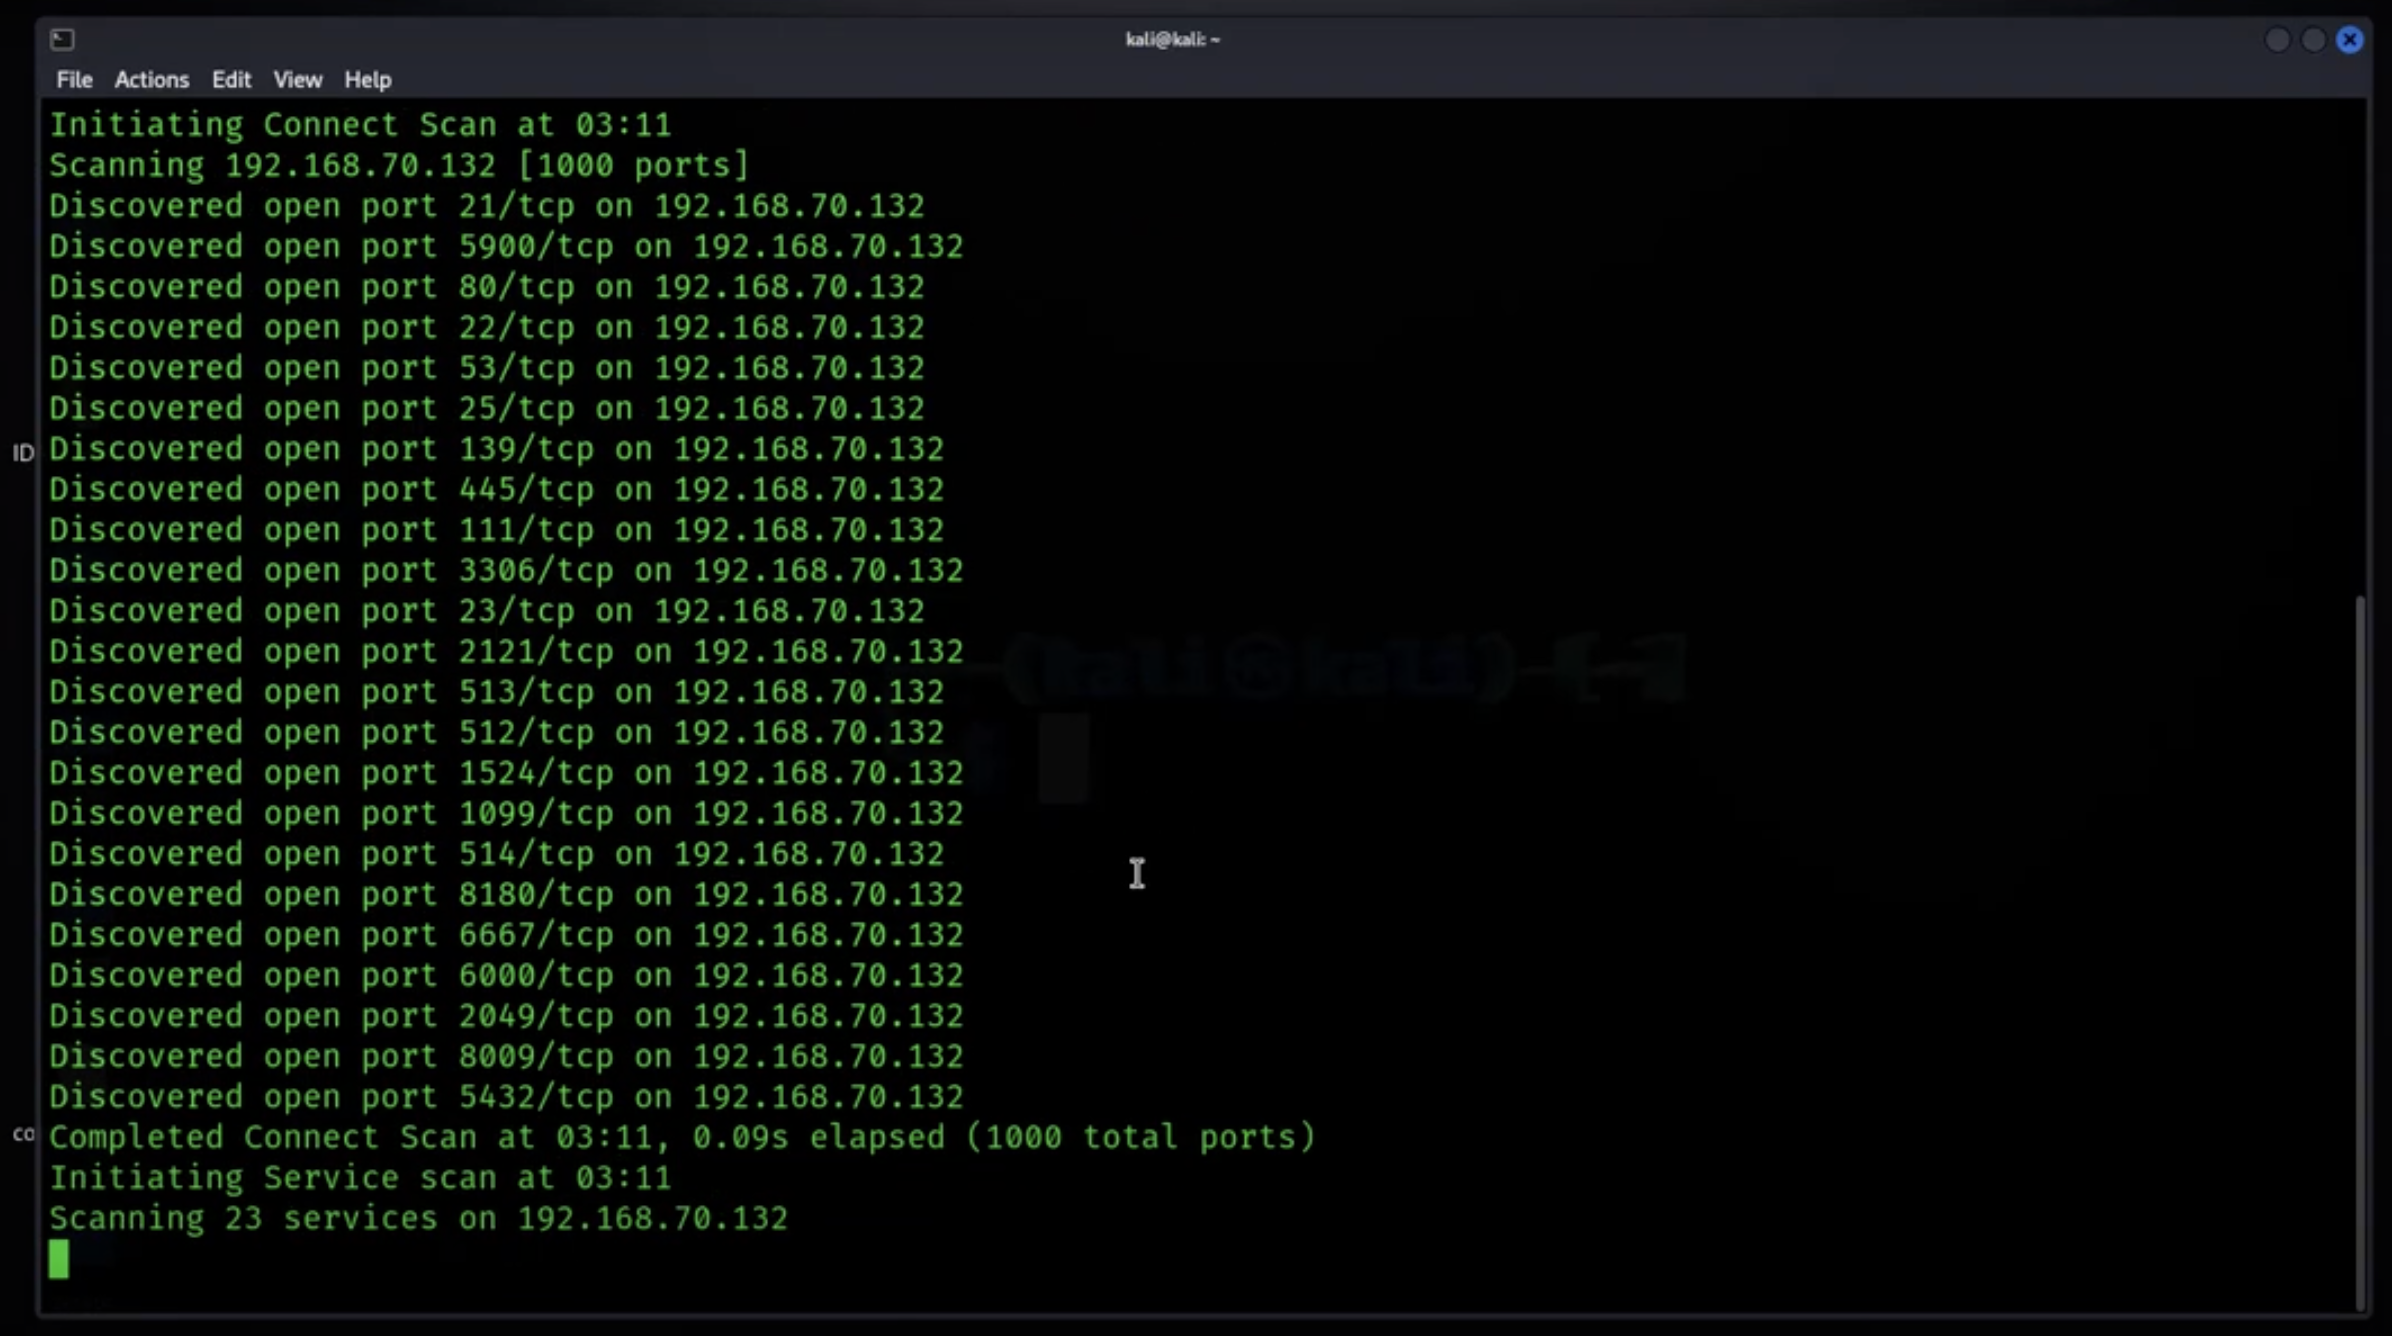 kali@kali: ~
File Actions Edit View Help
Initiating Connect Scan at 03:11
Scanning 192.168.70.132 [1000 ports]
Discovered open port 21/tcp on 192.168.70.132
Discovered open port 5900/tcp on 192.168.70.132
Discovered open port 80/tcp on 192.168.70.132
Discovered open port 22/tcp on 192.168.70.132
Discovered open port 53/tcp on 192.168.70.132
Discovered open port 25/tcp on 192.168.70.132
ID
Discovered open port 139/tcp on 192.168.70.132
Discovered open port 445/tcp on 192.168.70.132
Discovered open port 111/tcp on 192.168.70.132
Discovered open port 3306/tcp on 192.168.70.132
Discovered open port 23/tcp on 192.168.70.132
Discovered open port 2121/tcp on 192.168.70.132
(kali㉿kali)-[~]
Discovered open port 513/tcp on 192.168.70.132
Discovered open port 512/tcp on 192.168.70.132
$
Discovered open port 1524/tcp on 192.168.70.132
Discovered open port 1099/tcp on 192.168.70.132
Discovered open port 514/tcp on 192.168.70.132
Discovered open port 8180/tcp on 192.168.70.132
Discovered open port 6667/tcp on 192.168.70.132
Discovered open port 6000/tcp on 192.168.70.132
Discovered open port 2049/tcp on 192.168.70.132
Discovered open port 8009/tcp on 192.168.70.132
Discovered open port 5432/tcp on 192.168.70.132
co
Completed Connect Scan at 03:11, 0.09s elapsed (1000 total ports)
Initiating Service scan at 03:11
Scanning 23 services on 192.168.70.132